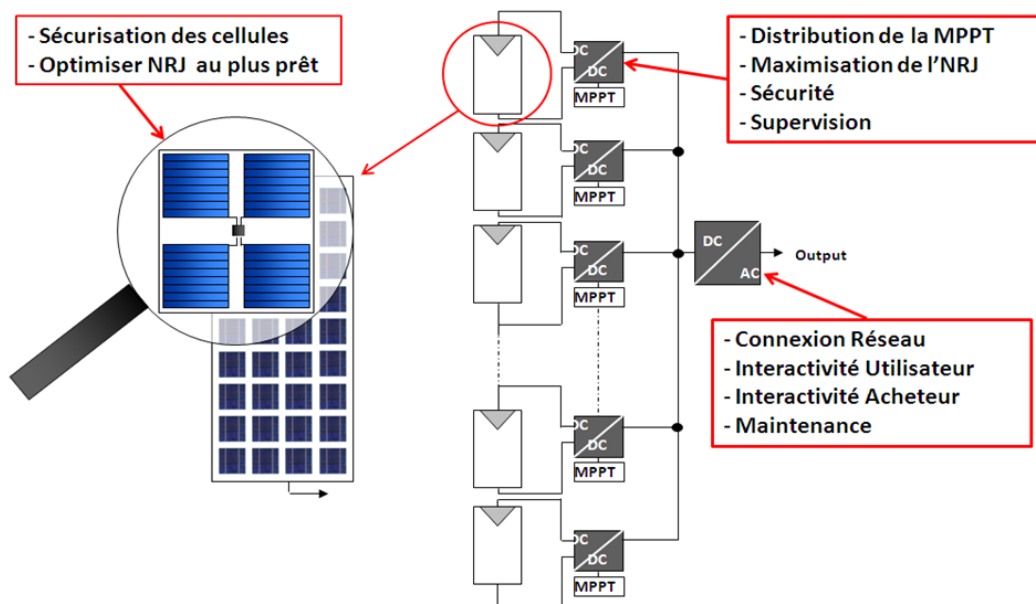 - Sécurisation des cellules
- Optimiser NRJ au plus prêt
- Distribution de la MPPT
- Maximisation de l'NRJ
- Sécurité
- Supervision
DC
DC
MPPT
DC
DC
MPPT
DC
DC
MPPT
DC
AC
Output
- Connexion Réseau
- Interactivité Utilisateur
- Interactivité Acheteur
- Maintenance
DC
DC
MPPT
DC
DC
MPPT